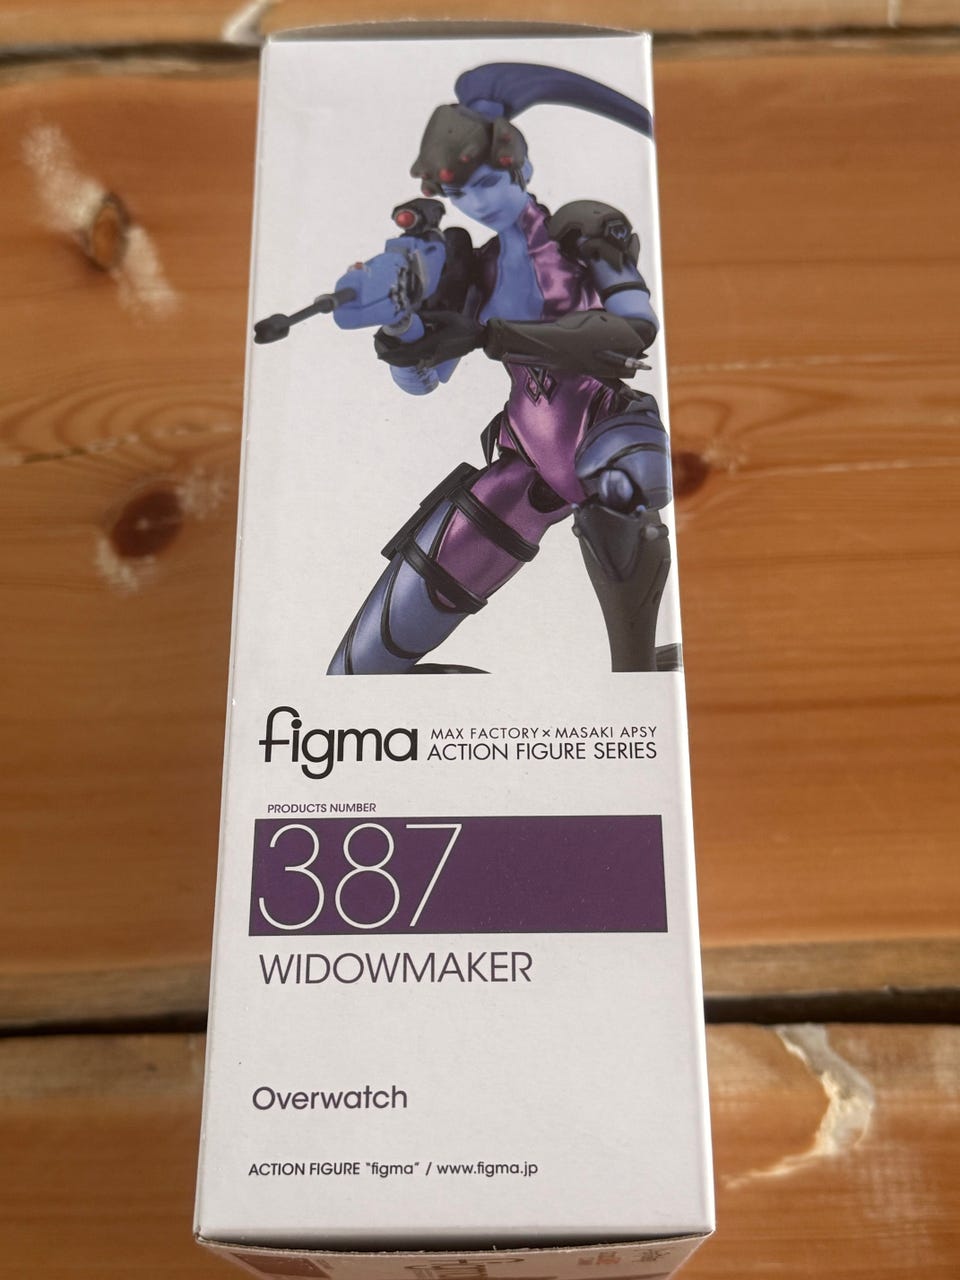 figma MAX FACTORY×MASAKI APSY
ACTION FIGURE SERIES
PRODUCTS NUMBER
387
WIDOWMAKER
Overwatch
ACTION FIGURE "figma" / www.figma.jp